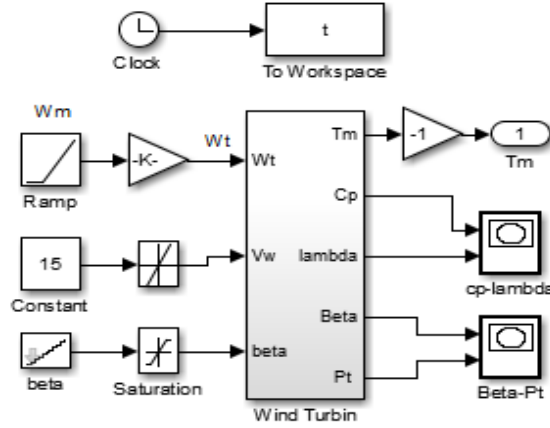 t
Clock
To Workspace
Wm
Wt
-K-
Ramp
Wt
Tm
-1
1
Tm
Cp
15
Constant
Vw
lambda
cp-lambda
beta
Saturation
beta
Beta
Pt
Beta-Pt
Wind Turbin